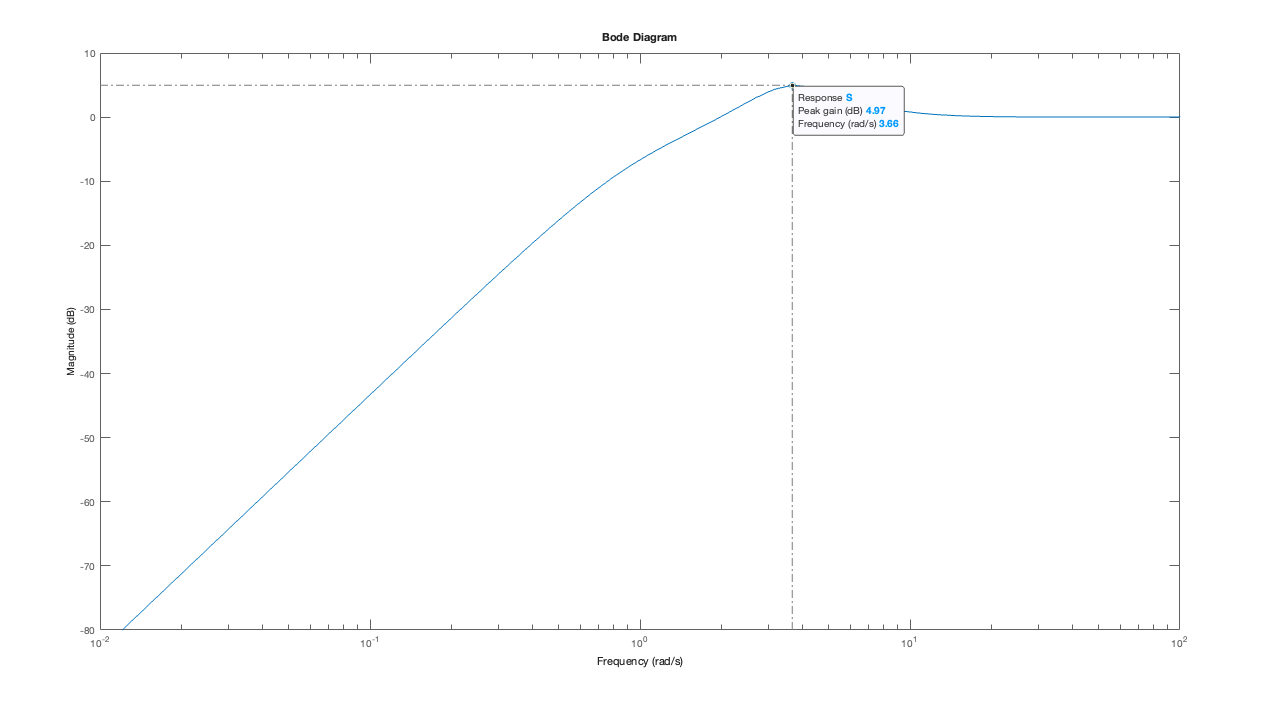 Bode Diagram
10
0
-10
-20
-30
-40
-50
-60
-70
-80
Magnitude (dB)
Response S
Peak gain (dB) 4.97
Frequency (rad/s) 3.66
10⁻² 10⁻¹ 10⁰ 10¹ 10²
Frequency (rad/s)